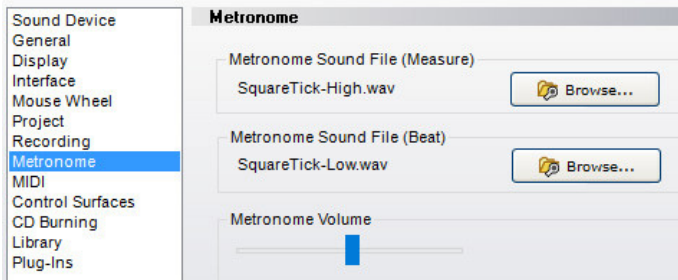 Sound Device
General
Display
Interface
Mouse Wheel
Project
Recording
Metronome
MIDI
Control Surfaces
CD Burning
Library
Plug-Ins
Metronome
Metronome Sound File (Measure)
SquareTick-High.wav
Browse...
Metronome Sound File (Beat)
SquareTick-Low.wav
Browse...
Metronome Volume